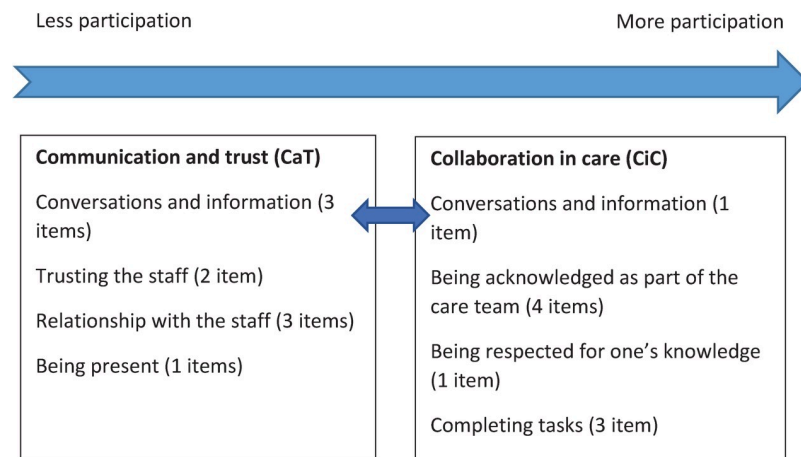 Less participation
More participation
Communication and trust (CaT)
Conversations and information (3
items)
Trusting the staff (2 item)
Relationship with the staff (3 items)
Being present (1 items)
Collaboration in care (CiC)
Conversations and information (1
item)
Being acknowledged as part of the
care team (4 items)
Being respected for one’s knowledge
(1 item)
Completing tasks (3 item)